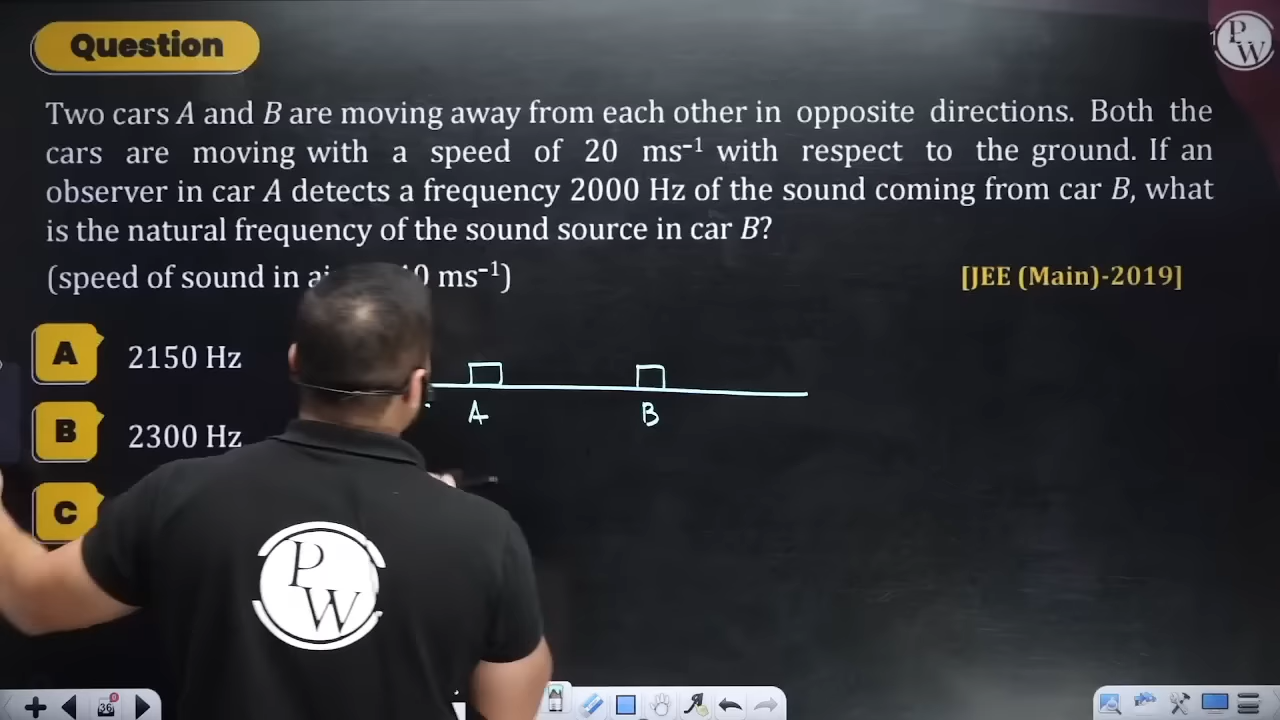 Question
PW
Two cars A and B are moving away from each other in opposite directions. Both the
cars are moving with a speed of 20 ms⁻¹ with respect to the ground. If an
observer in car A detects a frequency 2000 Hz of the sound coming from car B, what
is the natural frequency of the sound source in car B?
(speed of sound in 0 ms⁻¹)
[JEE (Main)-2019]
A 2150 Hz
B 2300 Hz
C
A B
PW
36